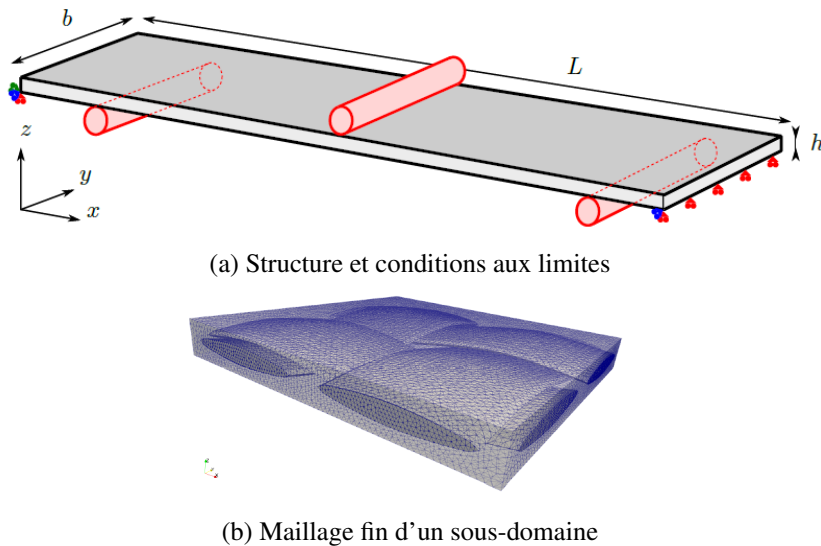 b
L
h
z
y
x
(a) Structure et conditions aux limites
(b) Maillage fin d'un sous-domaine